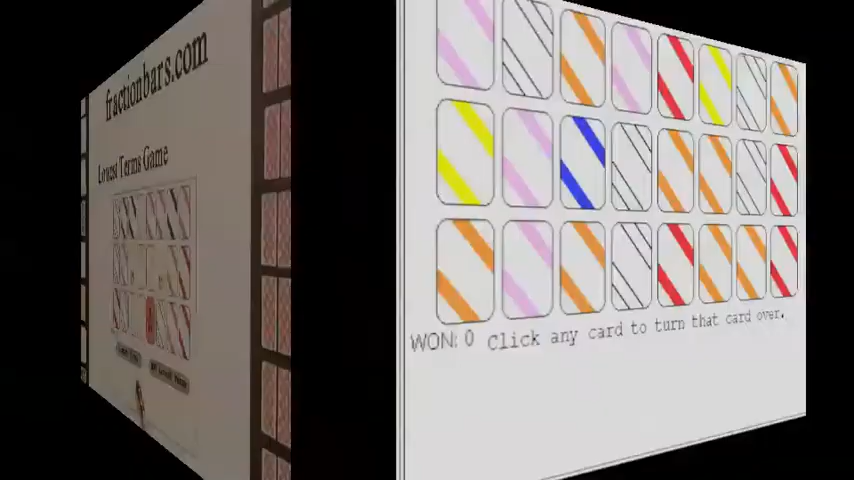 fractionbars.com
Lowest Terms Game
WON: 0 Click any card to turn that card over.